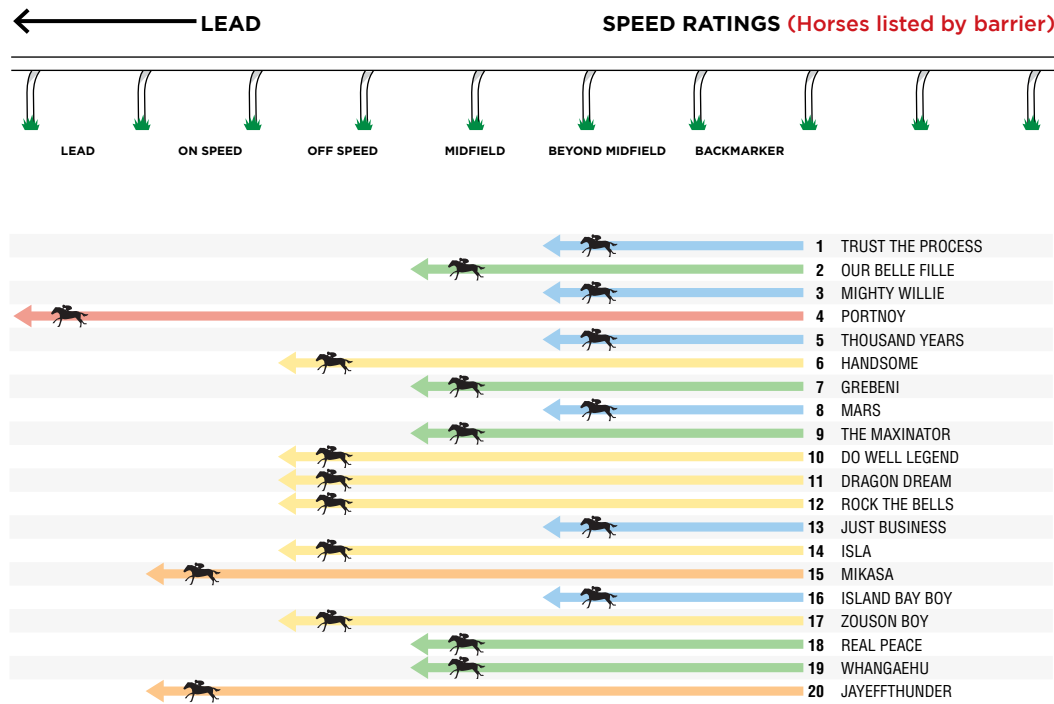 LEAD SPEED RATINGS (Horses listed by barrier)
LEAD ON SPEED OFF SPEED MIDFIELD BEYOND MIDFIELD BACKMARKER
1 TRUST THE PROCESS
2 OUR BELLE FILLE
3 MIGHTY WILLIE
4 PORTNOY
5 THOUSAND YEARS
6 HANDSOME
7 GREBENI
8 MARS
9 THE MAXINATOR
10 DO WELL LEGEND
11 DRAGON DREAM
12 ROCK THE BELLS
13 JUST BUSINESS
14 ISLA
15 MIKASA
16 ISLAND BAY BOY
17 ZOUSON BOY
18 REAL PEACE
19 WHANGAEHU
20 JAYEFFTHUNDER